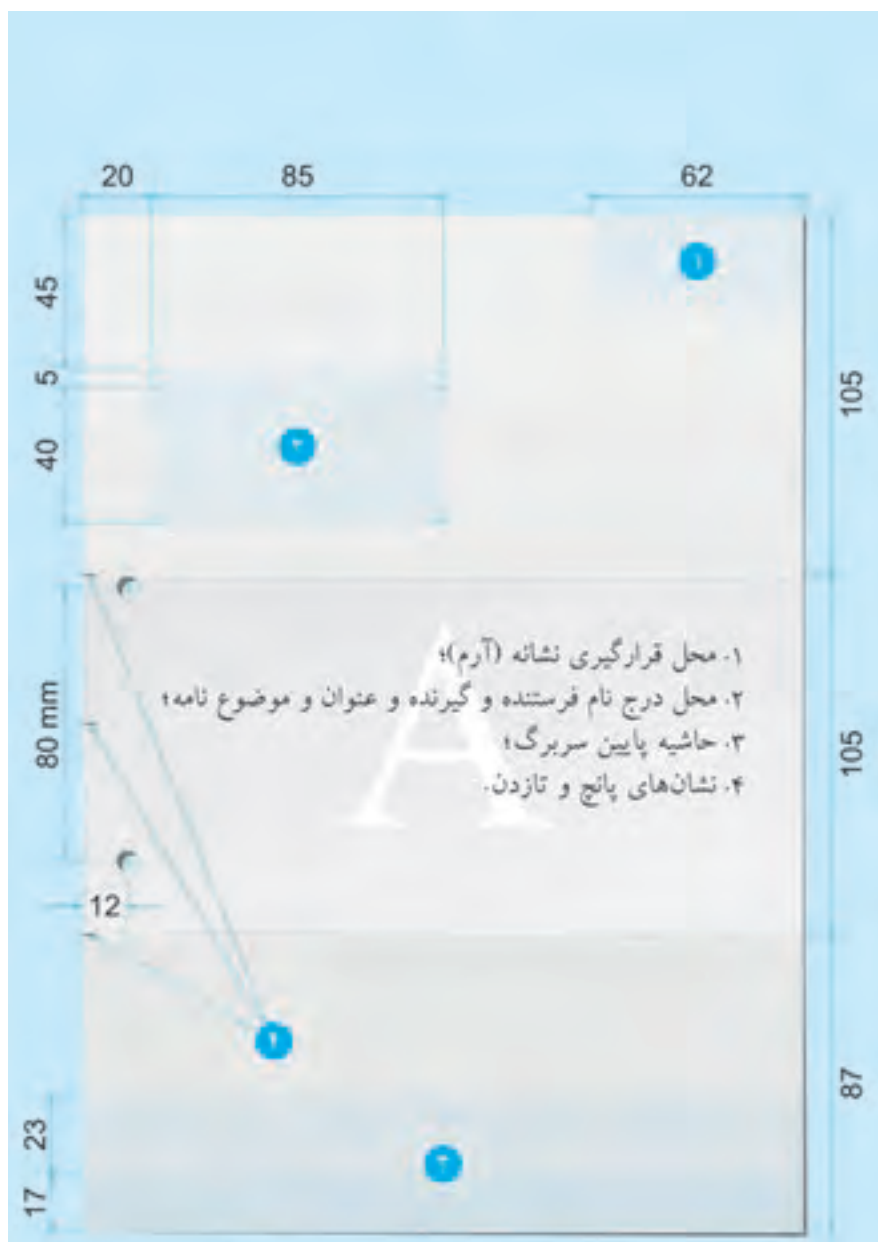 20 85 62
۱
45
5
105
40
۱. محل قرارگیری نشانه (آرم)؛
۲. محل درج نام فرستنده و گیرنده و عنوان و موضوع نامه؛
۳. حاشیه پایین سربرگ؛
۴. نشان‌های پانچ و تازدن.
A
80 mm
105
12
87
23
17